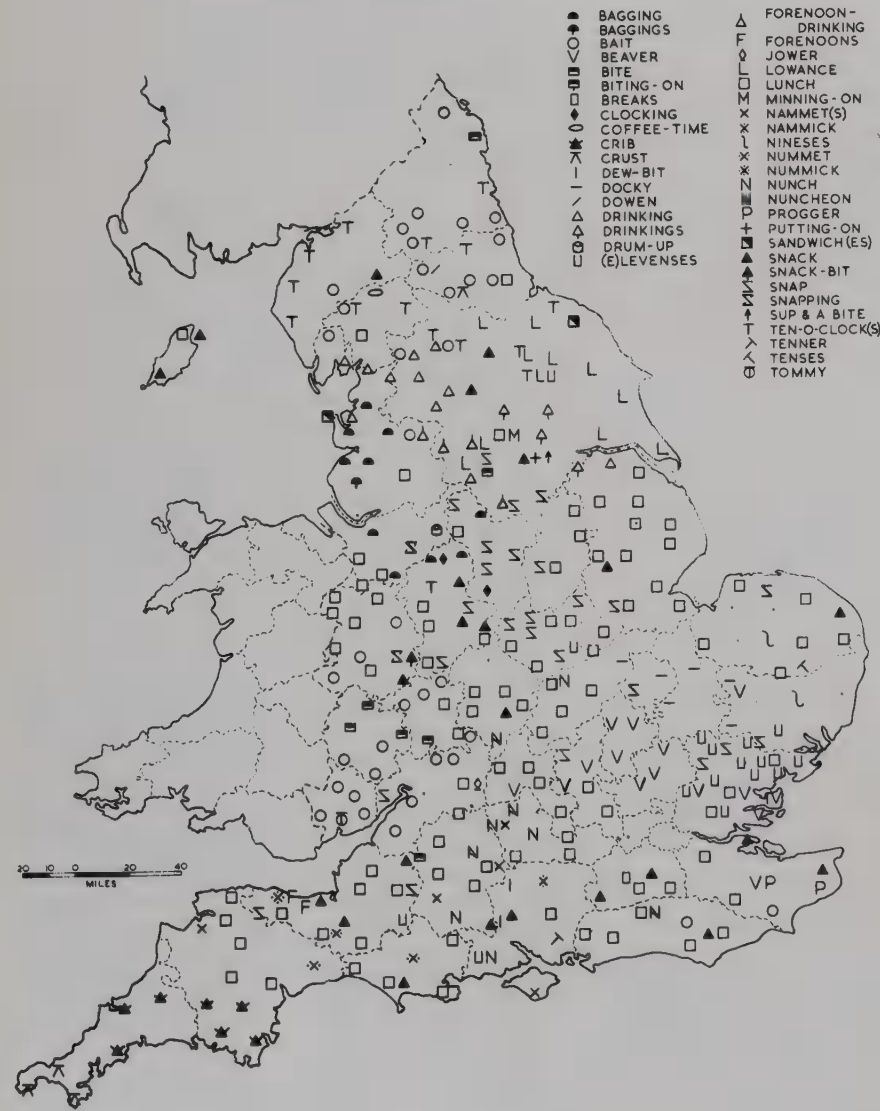 BAGGING
BAGGINGS
BAIT
BEAVER
BITE
BITING-ON
BREAKS
CLOCKING
COFFEE-TIME
CRIB
CRUST
DEW-BIT
DOCKY
DOWEN
DRINKING
DRINKINGS
DRUM-UP
(E)LEVENSES
FORENOON-
DRINKING
F FORENOONS
JOWER
L LOWANCE
LUNCH
M MINNING-ON
NAMMET(S)
NAMMICK
NINESES
NUMMET
NUMMICK
N NUNCH
NUNCHEON
P PROGGER
PUTTING-ON
SANDWICH(ES)
SNACK
SNACK-BIT
SNAP
SNAPPING
SUP & A BITE
T TEN-O-CLOCK(S)
TENNER
TENSES
TOMMY
20 0 20 40
MILES